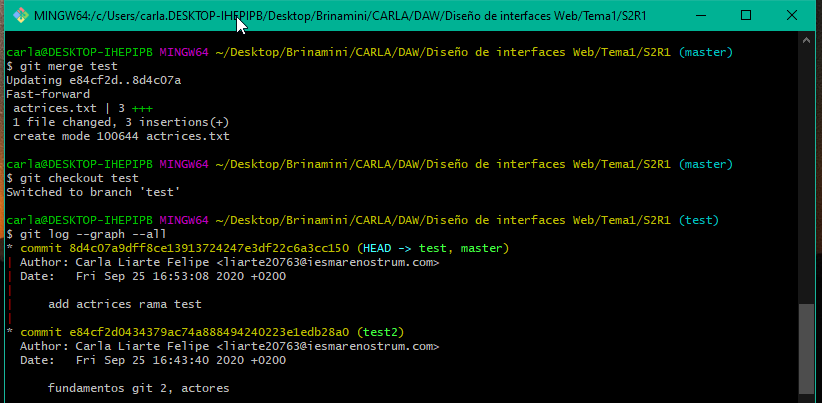 MINGW64:/c/Users/carla.DESKTOP-IHEPIPB/Desktop/Brinamini/CARLA/DAW/Diseño de interfaces Web/Tema1/S2R1
carla@DESKTOP-IHEPIPB MINGW64 ~/Desktop/Brinamini/CARLA/DAW/Diseño de interfaces Web/Tema1/S2R1 (master)
$ git merge test
Updating e84cf2d..8d4c07a
Fast-forward
 actrices.txt | 3 +++
 1 file changed, 3 insertions(+)
 create mode 100644 actrices.txt
carla@DESKTOP-IHEPIPB MINGW64 ~/Desktop/Brinamini/CARLA/DAW/Diseño de interfaces Web/Tema1/S2R1 (master)
$ git checkout test
Switched to branch 'test'
carla@DESKTOP-IHEPIPB MINGW64 ~/Desktop/Brinamini/CARLA/DAW/Diseño de interfaces Web/Tema1/S2R1 (test)
$ git log --graph --all
* commit 8d4c07a9dff8ce13913724247e3df22c6a3cc150 (HEAD -> test, master)
| Author: Carla Liarte Felipe <liarte20763@iesmarenostrum.com>
| Date:   Fri Sep 25 16:53:08 2020 +0200
|
|     add actrices rama test
|
* commit e84cf2d0434379ac74a888494240223e1edb28a0 (test2)
  Author: Carla Liarte Felipe <liarte20763@iesmarenostrum.com>
  Date:   Fri Sep 25 16:43:40 2020 +0200
      fundamentos git 2, actores